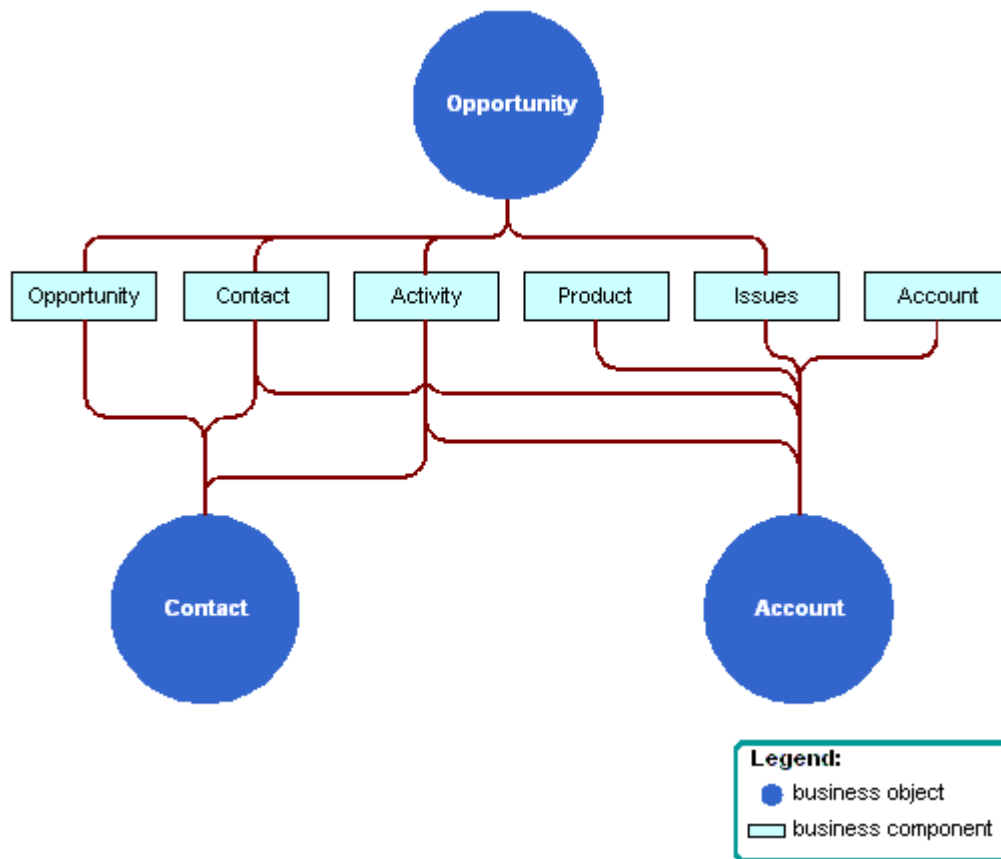 Opportunity
Opportunity
Contact
Activity
Product
Issues
Account
Contact
Account
Legend:
business object
business component